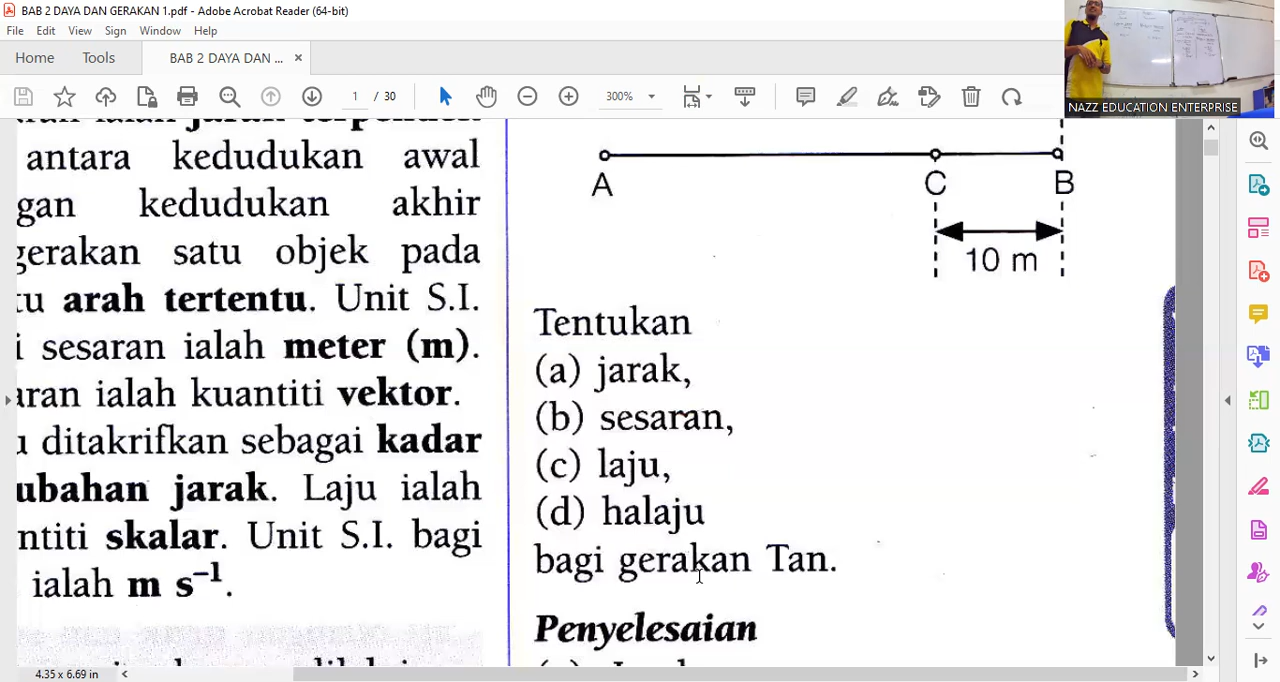 BAB 2 DAYA DAN GERAKAN 1.pdf - Adobe Acrobat Reader (64-bit)
File Edit View Sign Window Help
Home Tools BAB 2 DAYA DAN ... ×
1 / 30 300%
NAZZ EDUCATION ENTERPRISE
antara kedudukan awal
gan kedudukan akhir
gerakan satu objek pada
tu arah tertentu. Unit S.I.
i sesaran ialah meter (m).
aran ialah kuantiti vektor.
u ditakrifkan sebagai kadar
ubahan jarak. Laju ialah
ntiti skalar. Unit S.I. bagi
ialah m s⁻¹.
A C B
10 m
Tentukan
(a) jarak,
(b) sesaran,
(c) laju,
(d) halaju
bagi gerakan Tan.
Penyelesaian
4.35 x 6.69 in